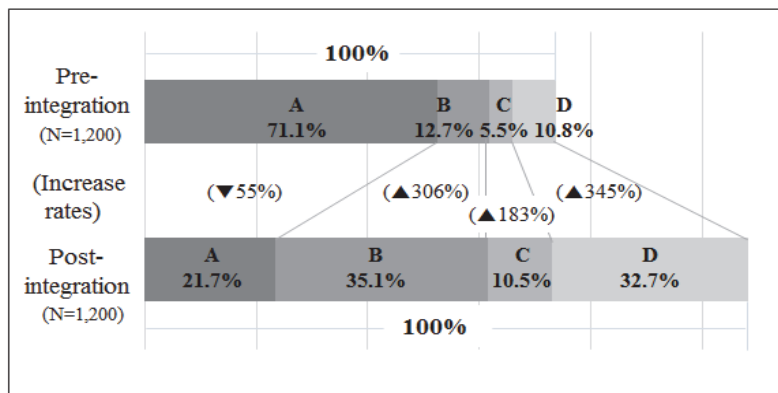 100%
Pre-
integration
(N=1,200)
A B C D
71.1% 12.7% 5.5% 10.8%
(Increase
rates)
(▼55%) (▲306%) (▲183%) (▲345%)
Post-
integration
(N=1,200)
A B C D
21.7% 35.1% 10.5% 32.7%
100%